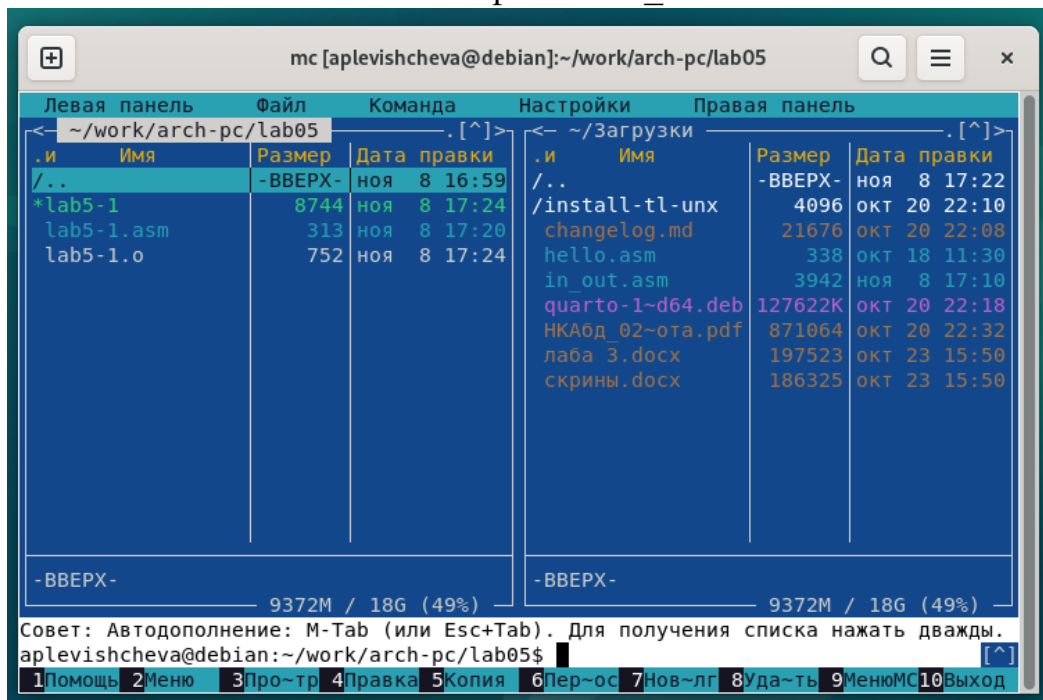 mc [aplevishcheva@debian]:~/work/arch-pc/lab05
Левая панель Файл Команда Настройки Правая панель
<— ~/work/arch-pc/lab05 .[^]> <— ~/Загрузки .[^]>
.и Имя Размер Дата правки .и Имя Размер Дата правки
/.. -ВВЕРХ- ноя 8 16:59 /.. -ВВЕРХ- ноя 8 17:22
*lab5-1 8744 ноя 8 17:24 /install-tl-unx 4096 окт 20 22:10
lab5-1.asm 313 ноя 8 17:20 changelog.md 21676 окт 20 22:08
lab5-1.o 752 ноя 8 17:24 hello.asm 338 окт 18 11:30
in_out.asm 3942 ноя 8 17:10
quarto-1~d64.deb 127622K окт 20 22:18
НКАбд_02~ота.pdf 871064 окт 20 22:32
лаба 3.docx 197523 окт 23 15:50
скрины.docx 186325 окт 23 15:50
-ВВЕРХ- -ВВЕРХ-
9372M / 18G (49%) 9372M / 18G (49%)
Совет: Автодополнение: M-Tab (или Esc+Tab). Для получения списка нажать дважды.
aplevishcheva@debian:~/work/arch-pc/lab05$ [^]
1Помощь 2Меню 3Про~тр 4Правка 5Копия 6Пер~ос 7Нов~лг 8Уда~ть 9МенюMC 10Выход